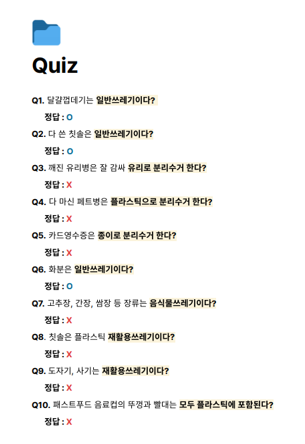 Quiz
Q1. 달걀껍데기는 일반쓰레기이다?
정답 : O
Q2. 다 쓴 칫솔은 일반쓰레기이다?
정답 : O
Q3. 깨진 유리병은 잘 감싸 유리로 분리수거 한다?
정답 : X
Q4. 다 마신 페트병은 플라스틱으로 분리수거 한다?
정답 : X
Q5. 카드영수증은 종이로 분리수거 한다?
정답 : X
Q6. 화분은 일반쓰레기이다?
정답 : O
Q7. 고추장, 간장, 쌈장 등 장류는 음식물쓰레기이다?
정답 : X
Q8. 칫솔은 플라스틱 재활용쓰레기이다?
정답 : X
Q9. 도자기, 사기는 재활용쓰레기이다?
정답 : X
Q10. 패스트푸드 음료컵의 뚜껑과 빨대는 모두 플라스틱에 포함된다?
정답 : X